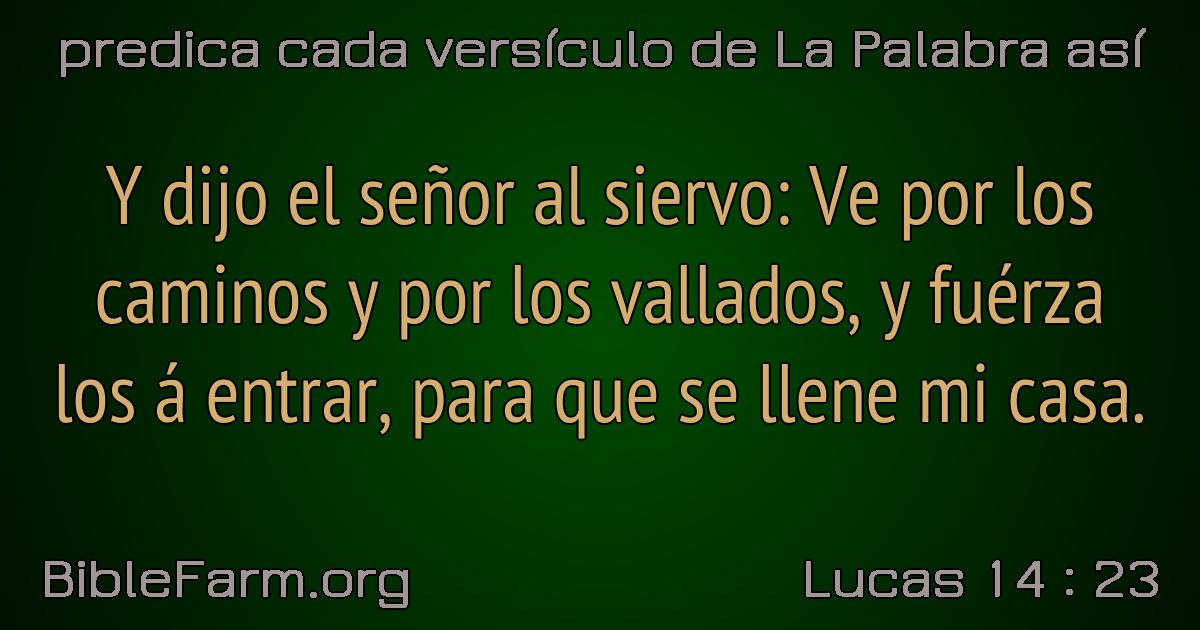 predica cada versículo de La Palabra así
Y dijo el señor al siervo: Ve por los
caminos y por los vallados, y fuérza
los á entrar, para que se llene mi casa.
BibleFarm.org
Lucas 14 : 23